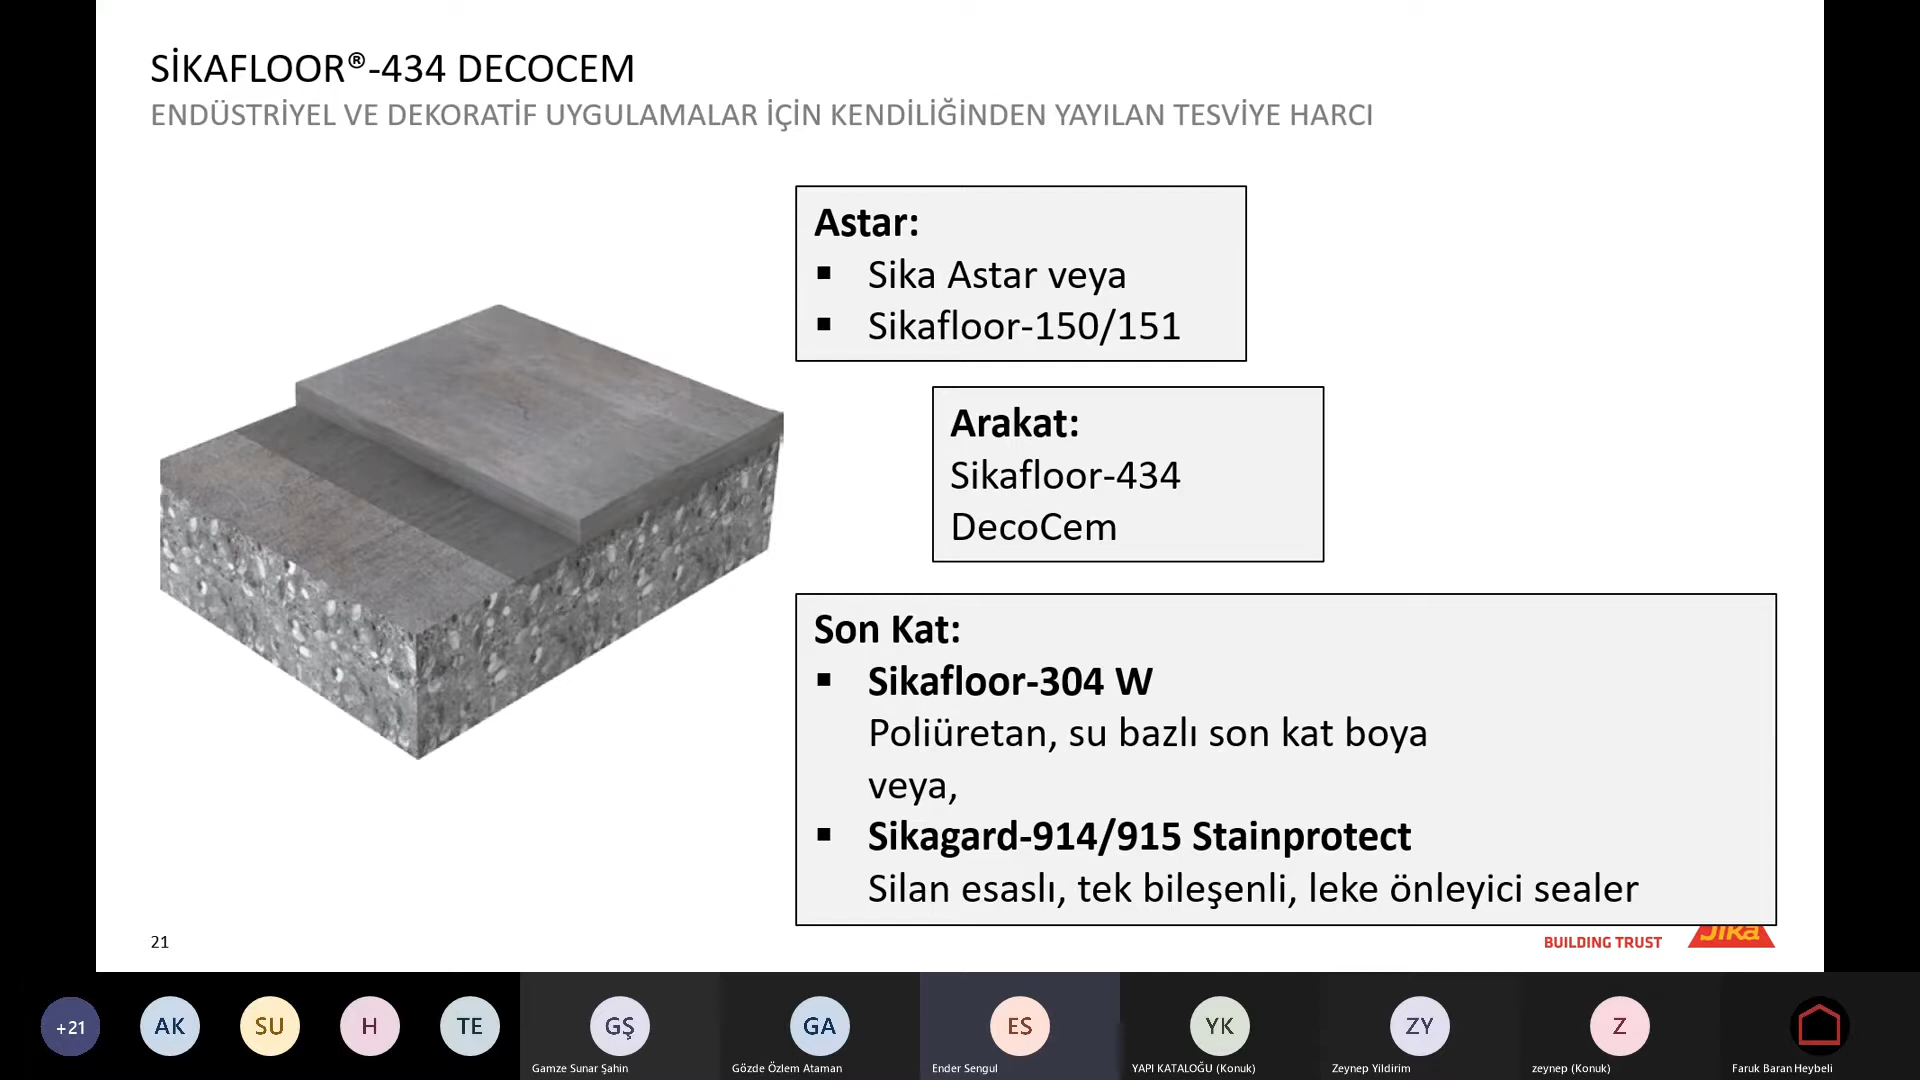 SİKAFLOOR®-434 DECOCEM
ENDÜSTRİYEL VE DEKORATİF UYGULAMALAR İÇİN KENDİLİĞİNDEN YAYILAN TESVİYE HARCI
Astar:
▪ Sika Astar veya
▪ Sikafloor-150/151
Arakat:
Sikafloor-434
DecoCem
Son Kat:
▪ Sikafloor-304 W
Poliüretan, su bazlı son kat boya
veya,
▪ Sikagard-914/915 Stainprotect
Silan esaslı, tek bileşenli, leke önleyici sealer
21
BUILDING TRUST
Sika
+21
AK
SU
H
TE
GŞ
Gamze Sunar Şahin
GA
Gözde Özlem Ataman
ES
Ender Sengul
YK
YAPI KATALOĞU (Konuk)
ZY
Zeynep Yildirim
Z
zeynep (Konuk)
Faruk Baran Heybeli